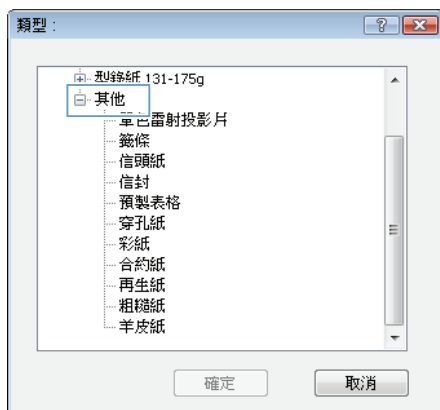 類型 :
型錄紙 131-175g
其他
單色雷射投影片
籤條
信頭紙
信封
預製表格
穿孔紙
彩紙
合約紙
再生紙
粗糙紙
羊皮紙
確定
取消